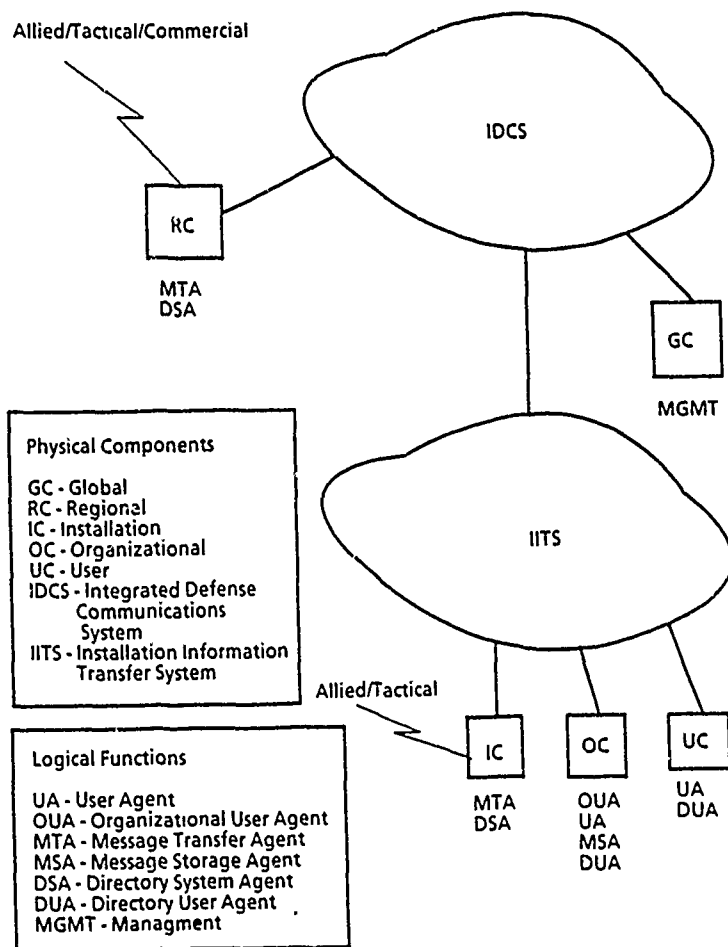 Allied/Tactical/Commercial
IDCS
RC
MTA
DSA
GC
MGMT
Physical Components
GC - Global
RC - Regional
IC - Installation
OC - Organizational
UC - User
IDCS - Integrated Defense
Communications
System
IITS - Installation Information
Transfer System
IITS
Allied/Tactical
IC
MTA
DSA
OC
OUA
UA
MSA
DUA
UC
UA
DUA
Logical Functions
UA - User Agent
OUA - Organizational User Agent
MTA - Message Transfer Agent
MSA - Message Storage Agent
DSA - Directory System Agent
DUA - Directory User Agent
MGMT - Managment